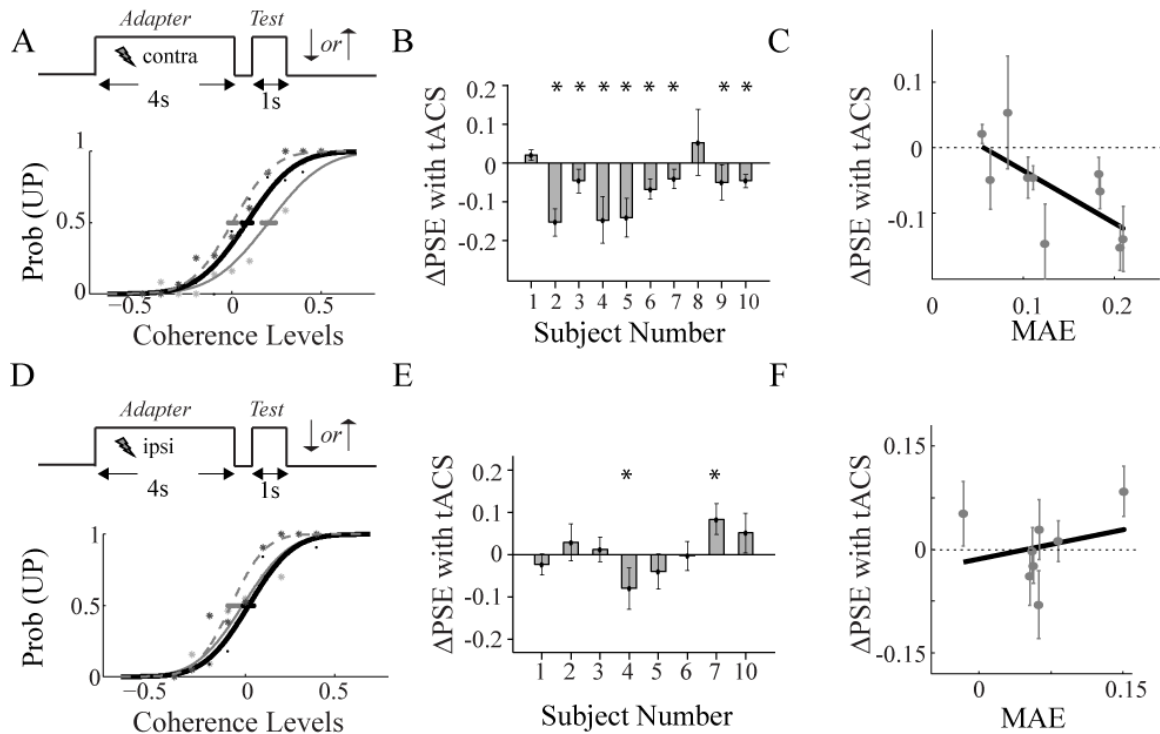 A
Adapter
Test
contra
or
4s
1s
1
0.5
0
Prob (UP)
−0.5
0
0.5
Coherence Levels
B
* * * * * * * *
0.2
0.1
0
-0.1
-0.2
ΔPSE with tACS
1 2 3 4 5 6 7 8 9 10
Subject Number
C
0.1
0
-0.1
ΔPSE with tACS
0 0.1 0.2
MAE
D
Adapter
Test
ipsi
or
4s
1s
1
0.5
0
Prob (UP)
−0.5
0
0.5
Coherence Levels
E
* *
0.2
0.1
0
-0.1
-0.2
ΔPSE with tACS
1 2 3 4 5 6 7 10
Subject Number
F
0.15
0
-0.15
ΔPSE with tACS
0 0.15
MAE